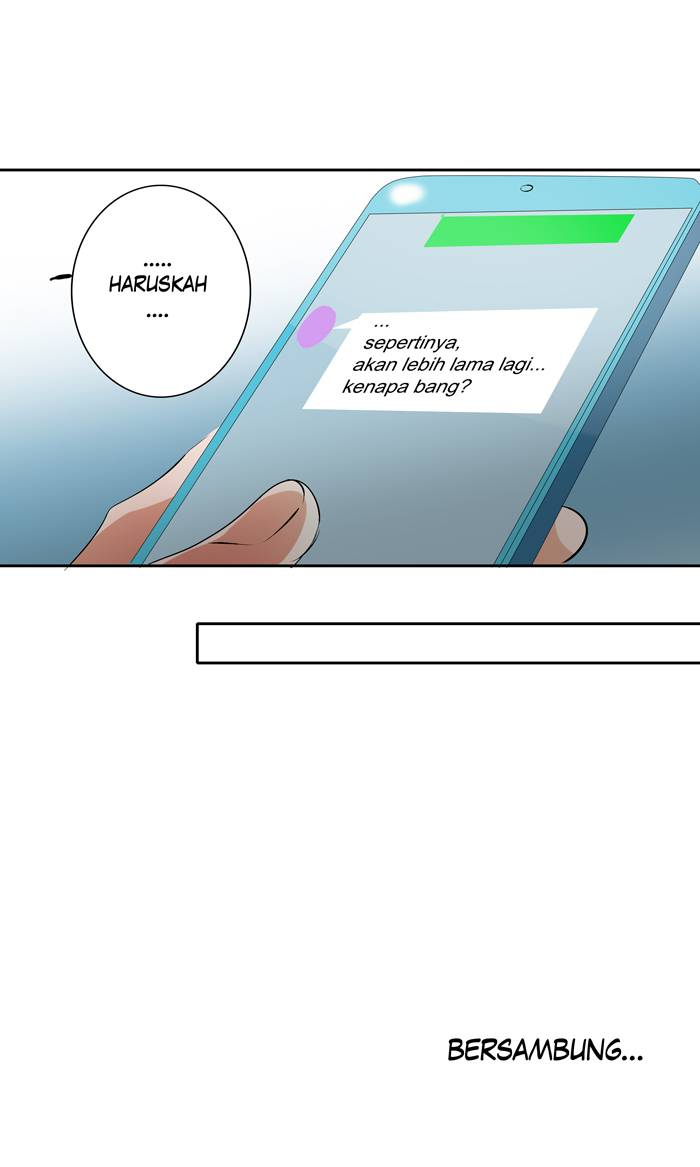 .....
HARUSKAH
....
...
sepertinya,
akan lebih lama lagi...
kenapa bang?
BERSAMBUNG...